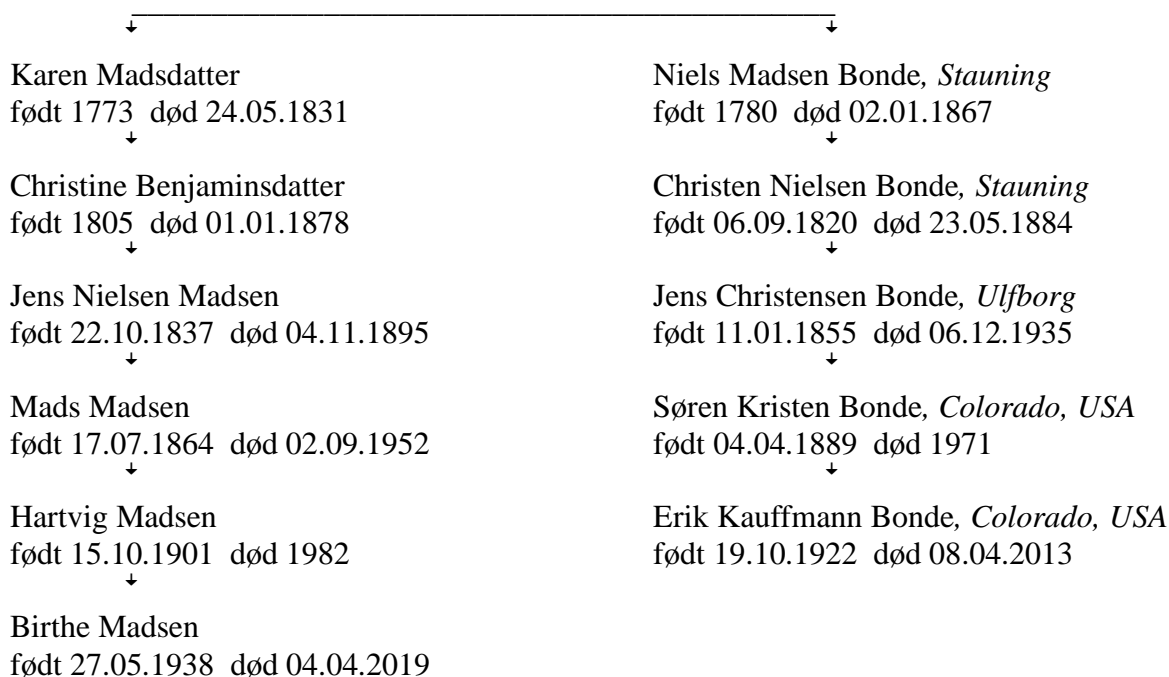 Karen Madsdatter
født 1773 død 24.05.1831
Christine Benjaminsdatter
født 1805 død 01.01.1878
Jens Nielsen Madsen
født 22.10.1837 død 04.11.1895
Mads Madsen
født 17.07.1864 død 02.09.1952
Hartvig Madsen
født 15.10.1901 død 1982
Birthe Madsen
født 27.05.1938 død 04.04.2019
Niels Madsen Bonde, Stauning
født 1780 død 02.01.1867
Christen Nielsen Bonde, Stauning
født 06.09.1820 død 23.05.1884
Jens Christensen Bonde, Ulfborg
født 11.01.1855 død 06.12.1935
Søren Kristen Bonde, Colorado, USA
født 04.04.1889 død 1971
Erik Kauffmann Bonde, Colorado, USA
født 19.10.1922 død 08.04.2013